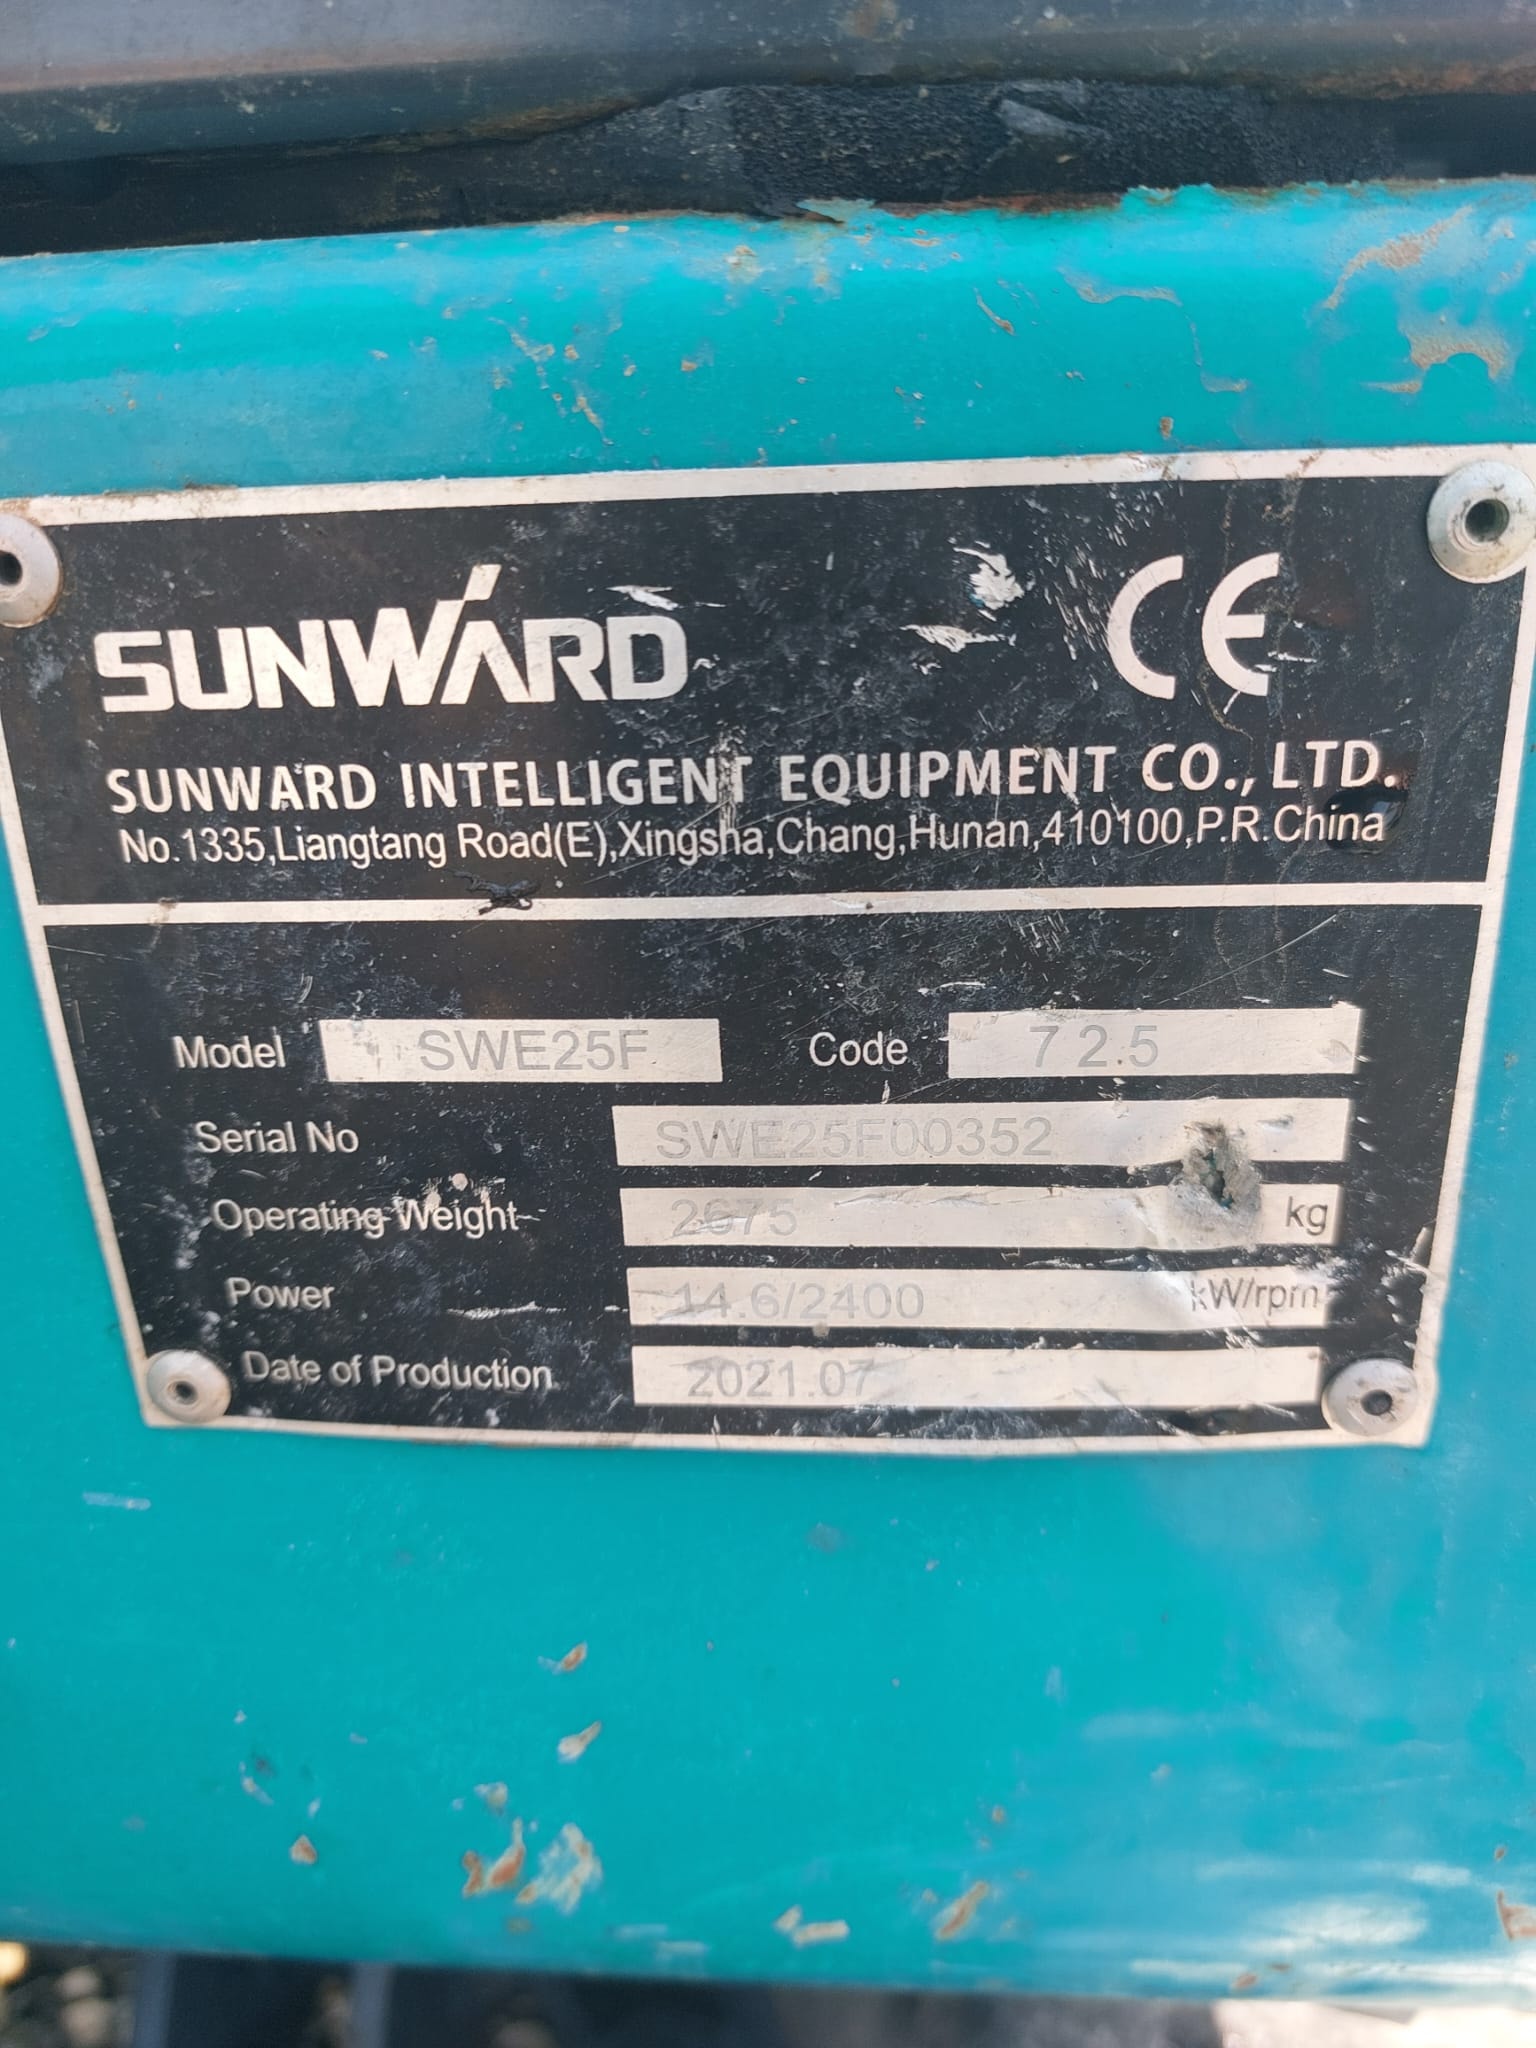 SUNWARD CE
SUNWARD INTELLIGENT EQUIPMENT CO., LTD.
No.1335,Liangtang Road(E),Xingsha,Chang,Hunan,410100,P.R.China
Model SWE25F Code 7 2.5
Serial No SWE25F00352
Operating Weight 2675 kg
Power 14.6/2400 kW/rpm
Date of Production 2021.07